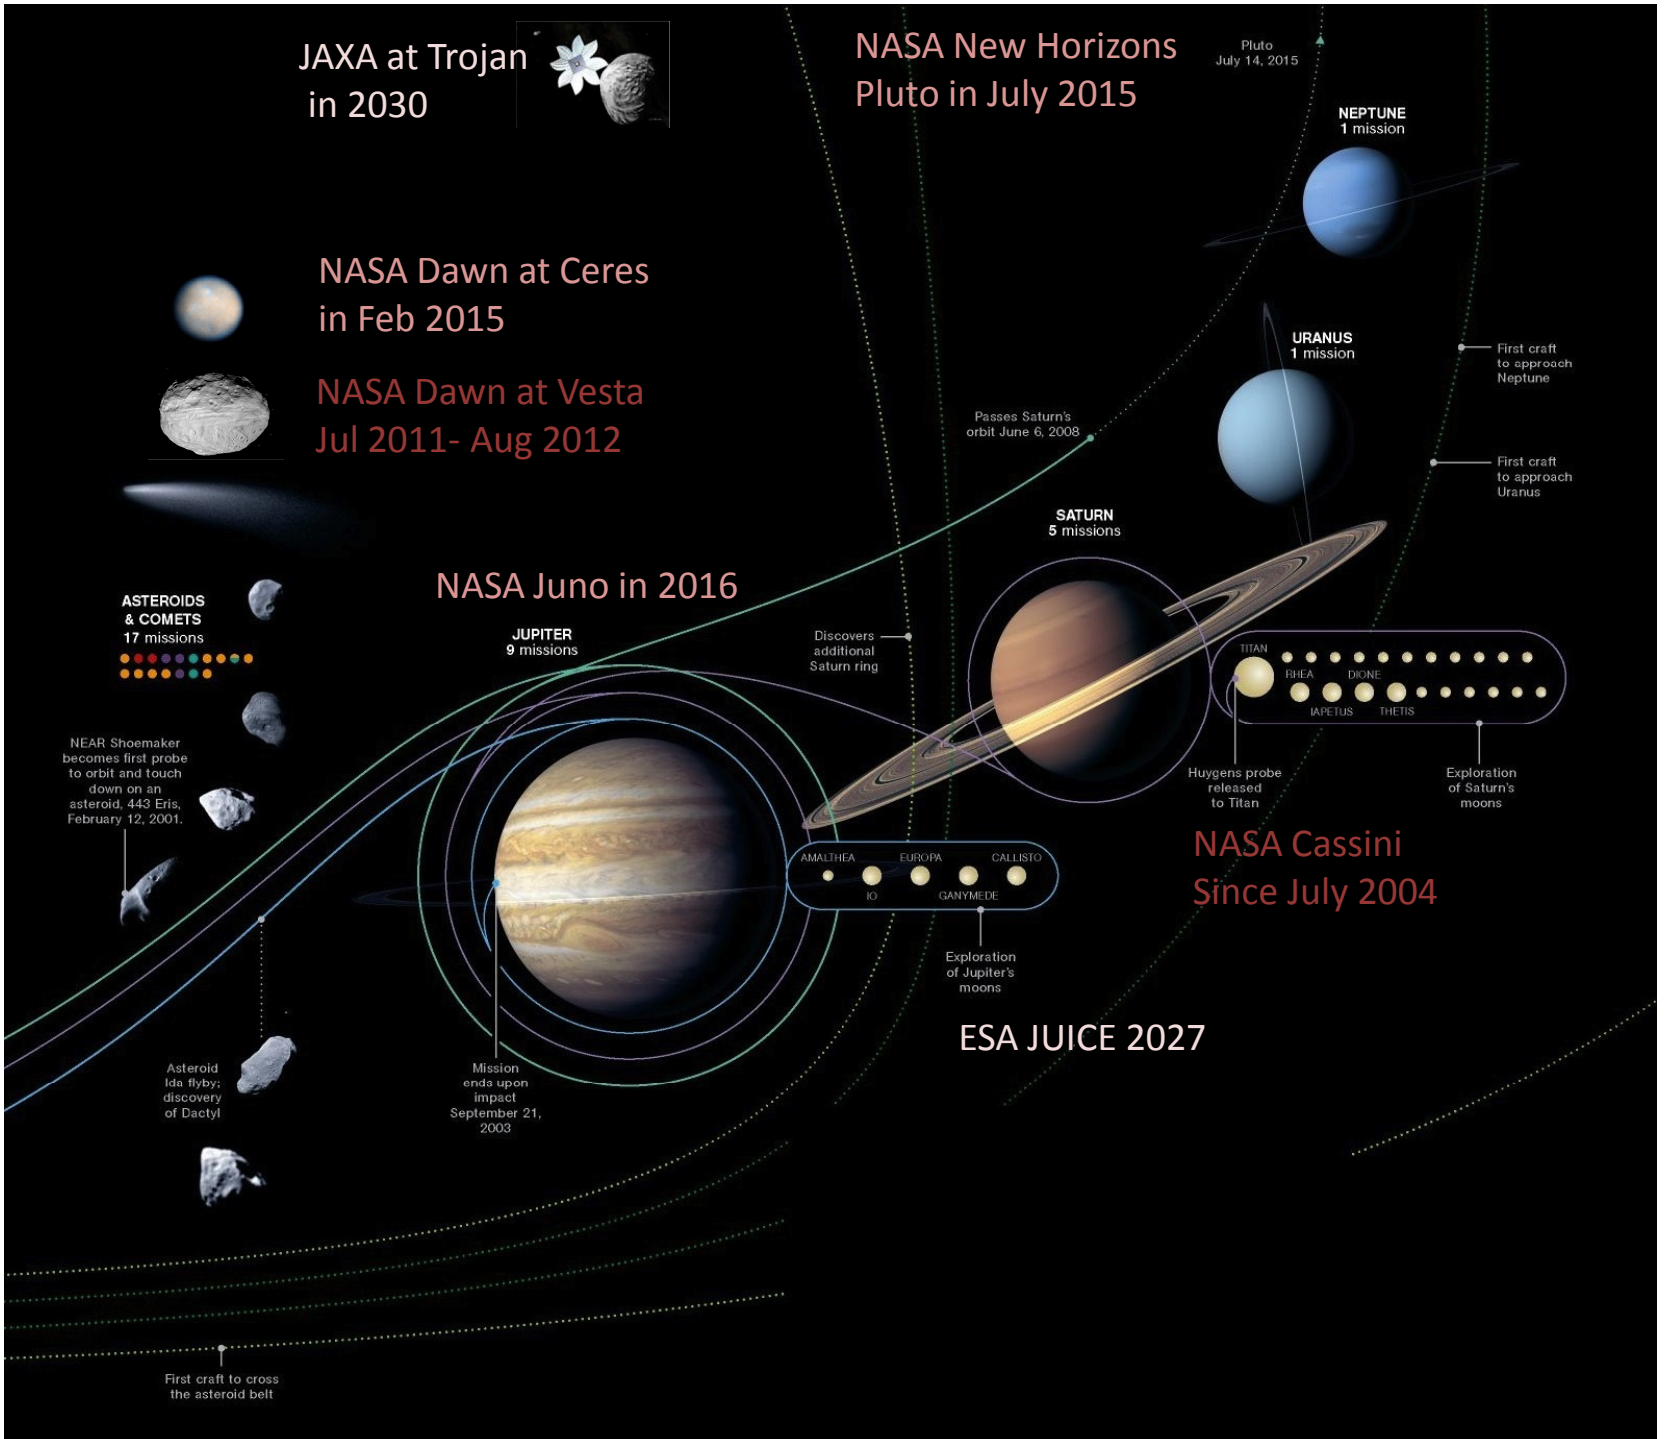 JAXA at Trojan
in 2030
NASA New Horizons
Pluto in July 2015
Pluto
July 14, 2015
NEPTUNE
1 mission
NASA Dawn at Ceres
in Feb 2015
URANUS
1 mission
First craft
to approach
Neptune
NASA Dawn at Vesta
Jul 2011- Aug 2012
Passes Saturn's
orbit June 6, 2008
First craft
to approach
Uranus
SATURN
5 missions
NASA Juno in 2016
ASTEROIDS
& COMETS
17 missions
JUPITER
9 missions
Discovers
additional
Saturn ring
TITAN
RHEA
DIONE
IAPETUS
THETIS
NEAR Shoemaker
becomes first probe
to orbit and touch
down on an
asteroid, 443 Eris,
February 12, 2001.
Huygens probe
released
to Titan
Exploration
of Saturn's
moons
NASA Cassini
Since July 2004
AMALTHEA
EUROPA
CALLISTO
IO
GANYMEDE
Exploration
of Jupiter's
moons
ESA JUICE 2027
Asteroid
Ida flyby;
discovery
of Dactyl
Mission
ends upon
impact
September 21,
2003
First craft to cross
the asteroid belt